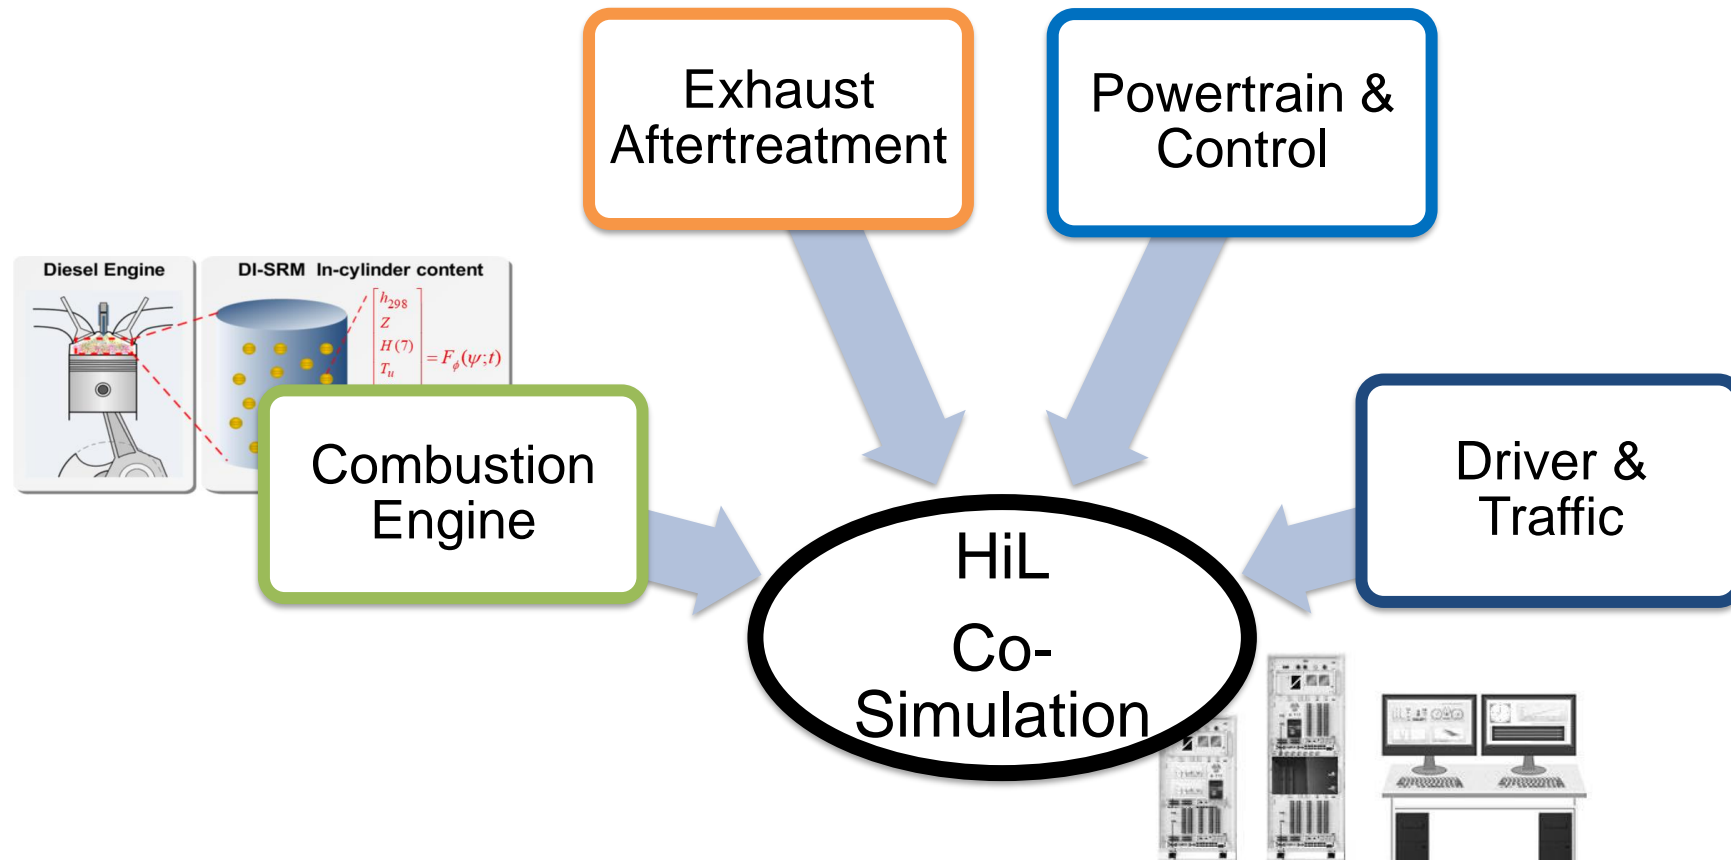 Exhaust
Aftertreatment
Powertrain &
Control
Diesel Engine
DI-SRM In-cylinder content
h298
Z
H(7)
Tu
= Fϕ(ψ;t)
Combustion
Engine
Driver &
Traffic
HiL
Co-
Simulation